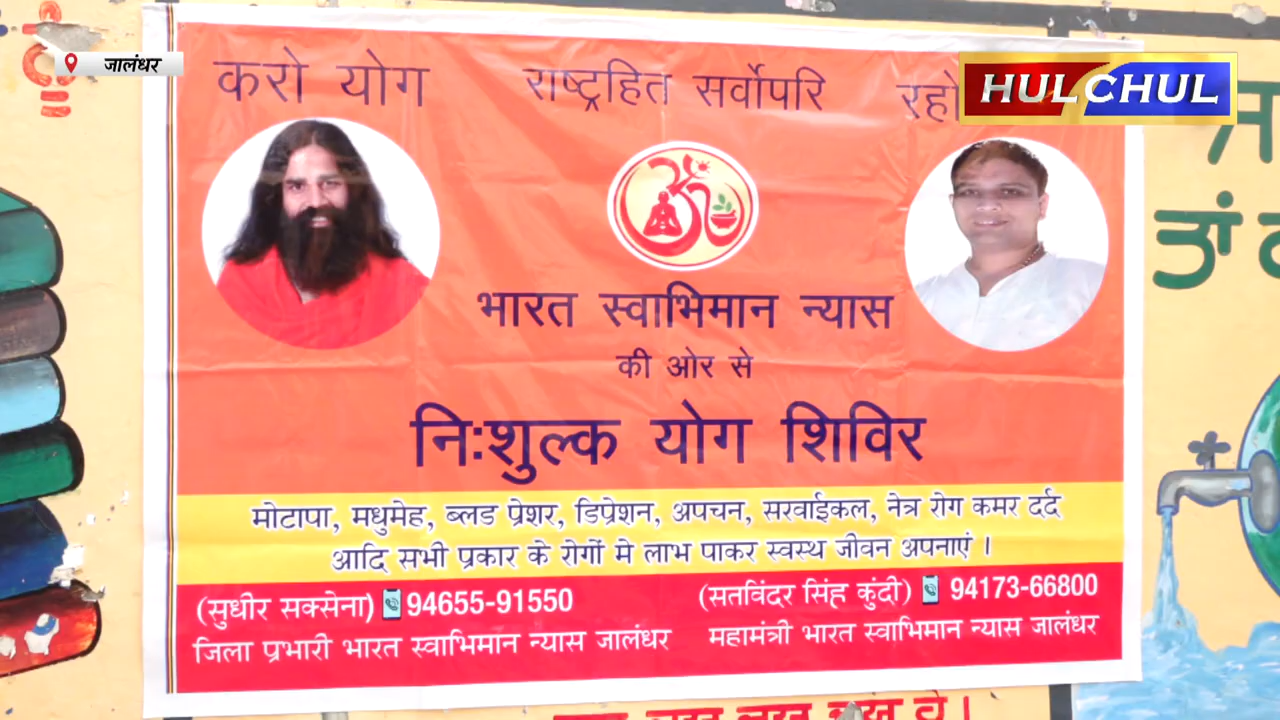 जालंधर
HULCHUL
करो योग राष्ट्रहित सर्वोपरि रहो
भारत स्वाभिमान न्यास
की ओर से
निःशुल्क योग शिविर
मोटापा, मधुमेह, ब्लड प्रेशर, डिप्रेशन, अपचन, सरवाईकल, नेत्र रोग कमर दर्द
आदि सभी प्रकार के रोगों मे लाभ पाकर स्वस्थ जीवन अपनाएं ।
(सुधीर सक्सेना) 94655-91550 (सतविंदर सिंह कुंदी) 94173-66800
जिला प्रभारी भारत स्वाभिमान न्यास जालंधर महामंत्री भारत स्वाभिमान न्यास जालंधर